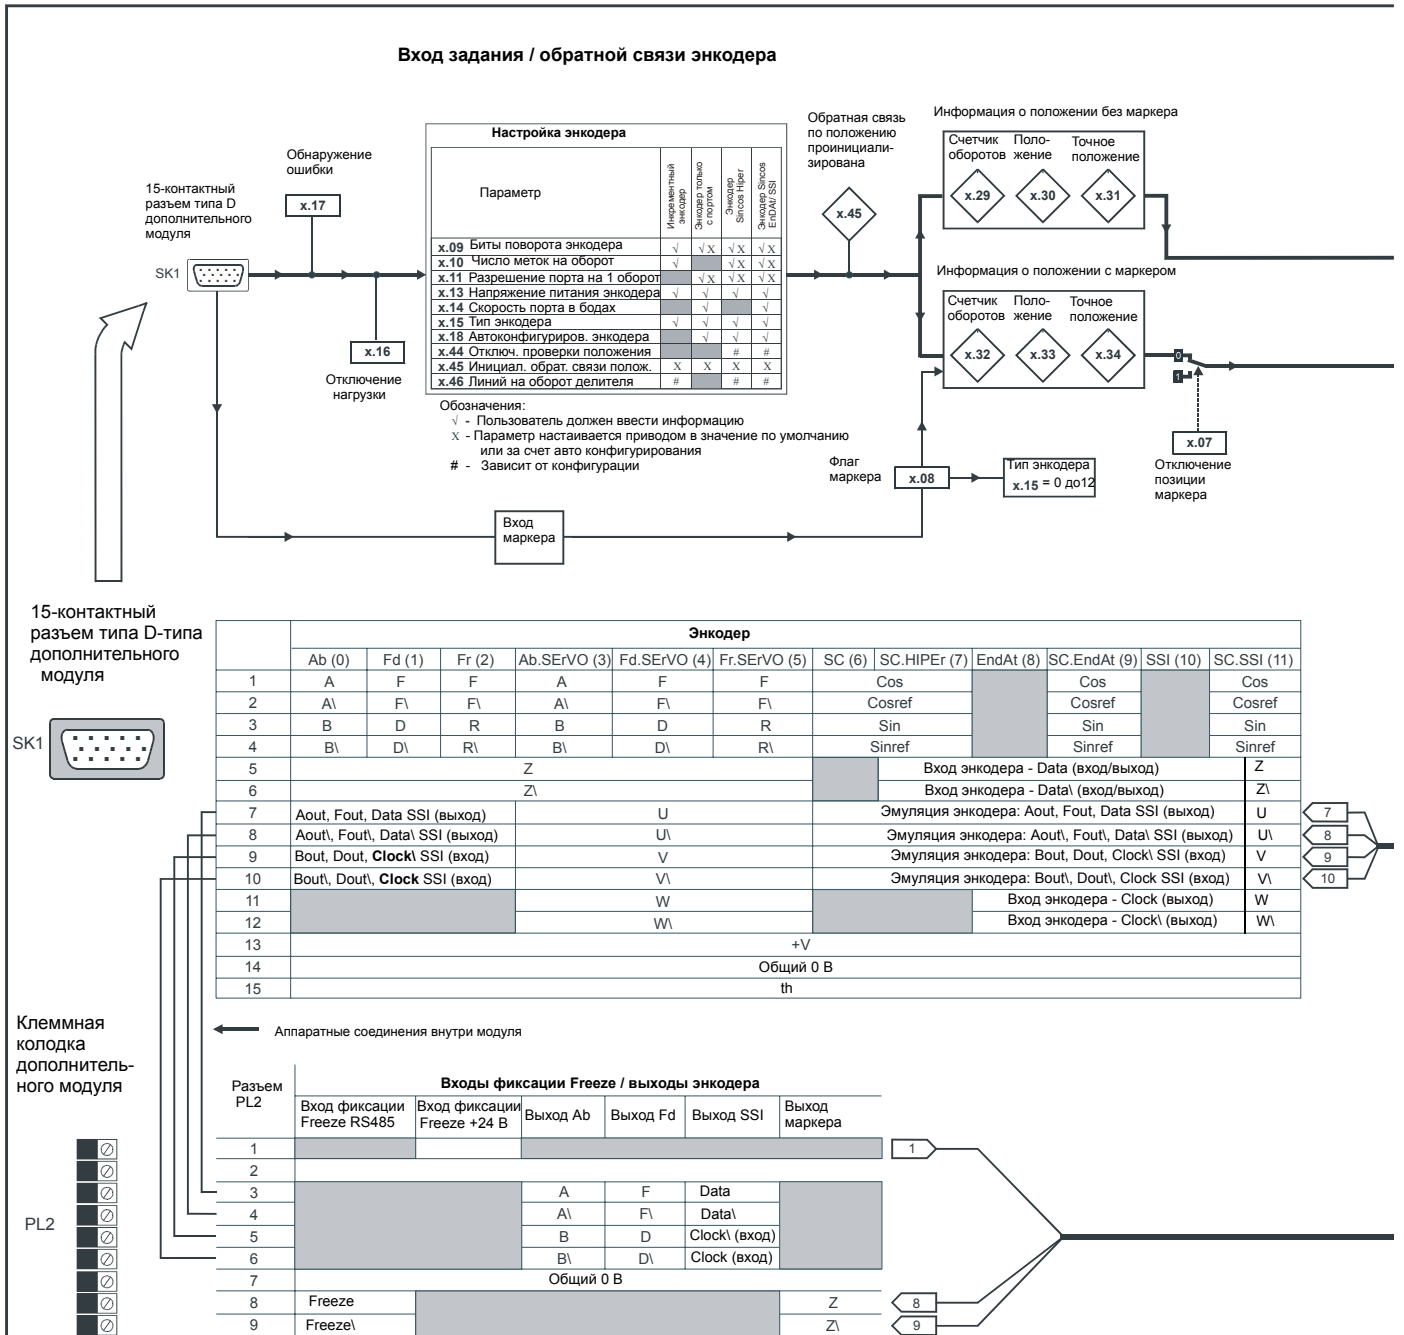 Вход задания / обратной связи энкодера
15-контактный
разъем типа D
дополнительного
модуля
SK1
Обнаружение
ошибки
x.17
x.16
Отключение
нагрузки
Настройка энкодера
Параметр
Инкрементный
энкодер
Энкодер только
с портом
Энкодер
Sincos Hiper
Энкодер Sincos
EnDAt/ SSI
x.09 Биты поворота энкодера √ √ X √ X √ X
x.10 Число меток на оборот √ √ X √ X
x.11 Разрешение порта на 1 оборот √ X √ X √ X
x.13 Напряжение питания энкодера √ √ √ √
x.14 Скорость порта в бодах √ √
x.15 Тип энкодера √ √ √ √
x.18 Автоконфигуриров. энкодера √ √ √
x.44 Отключ. проверки положения # #
x.45 Инициал. обрат. связи полож. X X X X
x.46 Линий на оборот делителя # # #
Обозначения:
√ - Пользователь должен ввести информацию
X - Параметр настаивается приводом в значение по умолчанию
или за счет авто конфигурирования
# - Зависит от конфигурации
Обратная связь
по положению
проинициали-
зирована
x.45
Информация о положении без маркера
Счетчик
оборотов
Поло-
жение
Точное
положение
x.29 x.30 x.31
Информация о положении с маркером
Счетчик
оборотов
Поло-
жение
Точное
положение
x.32 x.33 x.34
0
1
x.07
Отключение
позиции
маркера
Флаг
маркера
x.08
Тип энкодера
x.15 = 0 до12
Вход
маркера
15-контактный
разъем типа D-типа
дополнительного
модуля
SK1
Энкодер
Ab (0) Fd (1) Fr (2) Ab.SErVO (3) Fd.SErVO (4) Fr.SErVO (5) SC (6) SC.HIPEr (7) EndAt (8) SC.EndAt (9) SSI (10) SC.SSI (11)
1 A F F A F F Cos Cos Cos
2 A\ F\ F\ A\ F\ F\ Cosref Cosref Cosref
3 B D R B D R Sin Sin Sin
4 B\ D\ R\ B\ D\ R\ Sinref Sinref Sinref
5 Z Вход энкодера - Data (вход/выход) Z
6 Z\ Вход энкодера - Data\ (вход/выход) Z\
7 Aout, Fout, Data SSI (выход) U Эмуляция энкодера: Aout, Fout, Data SSI (выход) U 7
8 Aout\, Fout\, Data\ SSI (выход) U\ Эмуляция энкодера: Aout\, Fout\, Data\ SSI (выход) U\ 8
9 Bout, Dout, Clock\ SSI (вход) V Эмуляция энкодера: Bout, Dout, Clock\ SSI (вход) V 9
10 Bout\, Dout\, Clock SSI (вход) V\ Эмуляция энкодера: Bout\, Dout\, Clock SSI (вход) V\ 10
11 W Вход энкодера - Clock (выход) W
12 W\ Вход энкодера - Clock\ (выход) W\
13 +V
14 Общий 0 В
15 th
Аппаратные соединения внутри модуля
Клеммная
колодка
дополнитель-
ного модуля
PL2
Разъем
PL2
Входы фиксации Freeze / выходы энкодера
Вход фиксации
Freeze RS485
Вход фиксации
Freeze +24 В
Выход Ab
Выход Fd
Выход SSI
Выход
маркера
1 1
2
3 A F Data
4 A\ F\ Data\
5 B D Clock\ (вход)
6 B\ D\ Clock (вход)
7 Общий 0 В
8 Freeze Z 8
9 Freeze\ Z\ 9